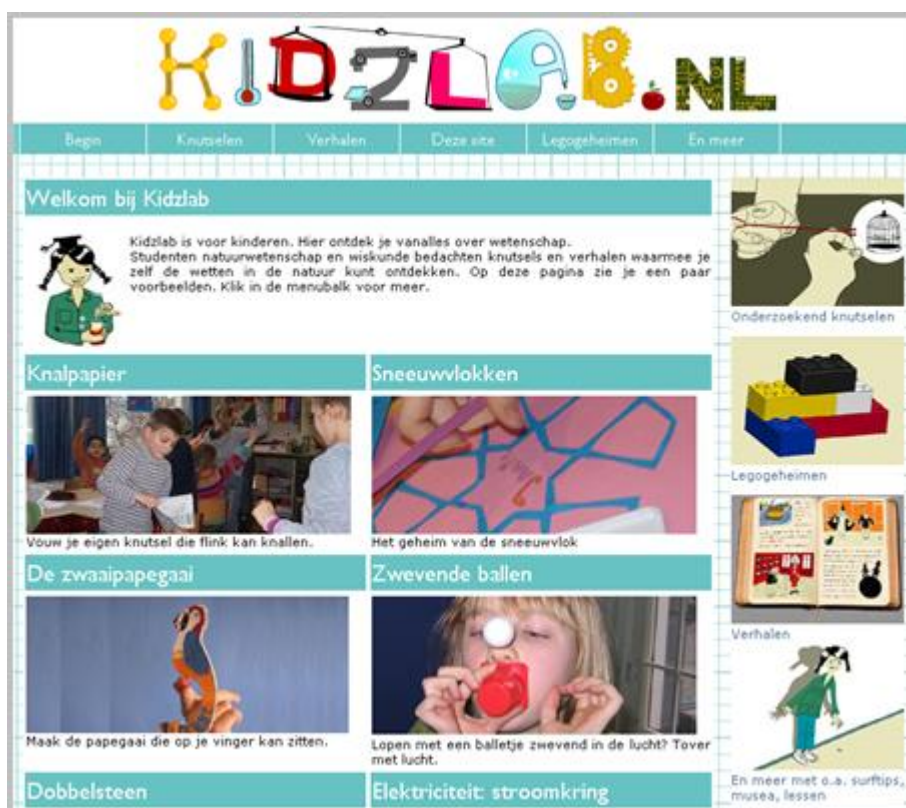 KIDZLAB.NL
Begin Knutselen Verhalen Deze site Legogeheimen En meer
Welkom bij Kidzlab
Kidzlab is voor kinderen. Hier ontdek je vanalles over wetenschap.
Studenten natuurwetenschap en wiskunde bedachten knutsels en verhalen waarmee je
zelf de wetten in de natuur kunt ontdekken. Op deze pagina zie je een paar
voorbeelden. Klik in de menubalk voor meer.
Knalpapier
Vouw je eigen knutsel die flink kan knallen.
Sneeuwvlokken
Het geheim van de sneeuwvlok
De zwaaipapegaai
Maak de papegaai die op je vinger kan zitten.
Zwevende ballen
Lopen met een balletje zwevend in de lucht? Tover
met lucht.
Dobbelsteen
Elektriciteit: stroomkring
Onderzoekend knutselen
Legogeheimen
Verhalen
En meer met o.a. surftips,
musea, lessen